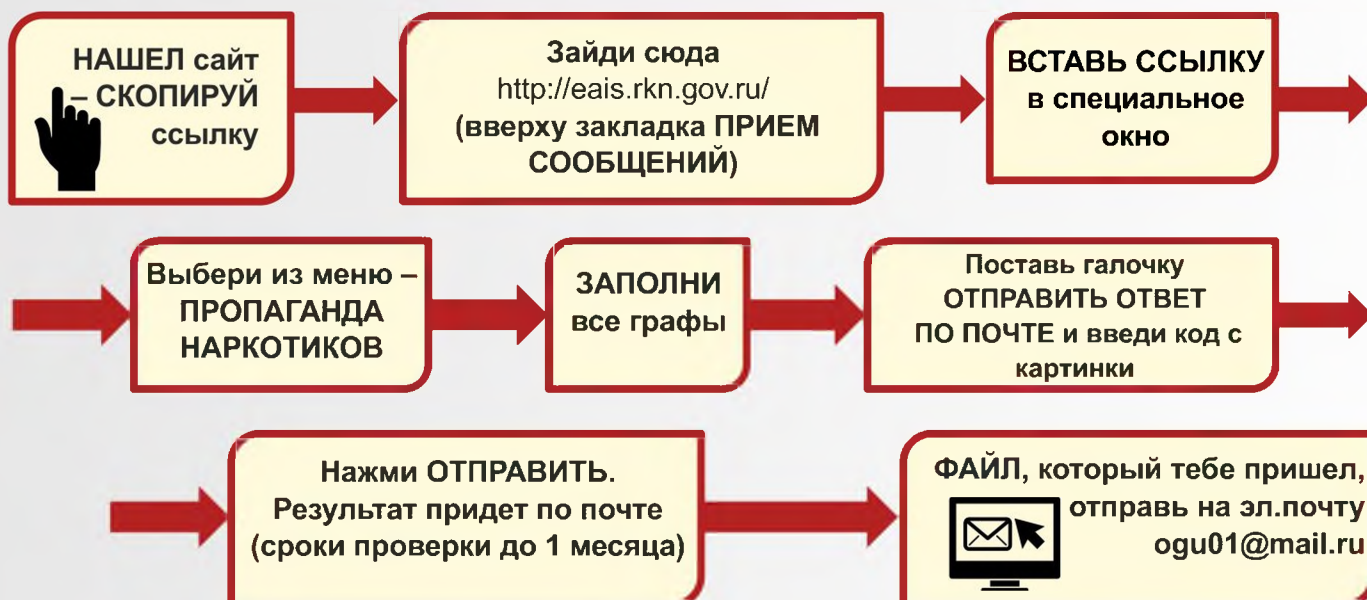 НАШЕЛ сайт
– СКОПИРУЙ
ссылку
Зайди сюда
http://eais.rkn.gov.ru/
(вверху закладка ПРИЕМ
СООБЩЕНИЙ)
ВСТАВЬ ССЫЛКУ
в специальное
окно
Выбери из меню –
ПРОПАГАНДА
НАРКОТИКОВ
ЗАПОЛНИ
все графы
Поставь галочку
ОТПРАВИТЬ ОТВЕТ
ПО ПОЧТЕ и введи код с
картинки
Нажми ОТПРАВИТЬ.
Результат придет по почте
(сроки проверки до 1 месяца)
ФАЙЛ, который тебе пришел,
отправь на эл.почту
ogu01@mail.ru